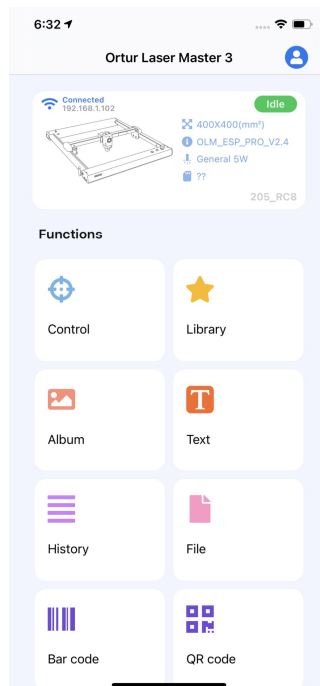 6:32
Ortur Laser Master 3
Connected
192.168.1.102
Idle
400X400(mm²)
OLM_ESP_PRO_V2.4
General 5W
??
205_RC8
Functions
Control
Library
Album
T
Text
History
File
Bar code
QR code